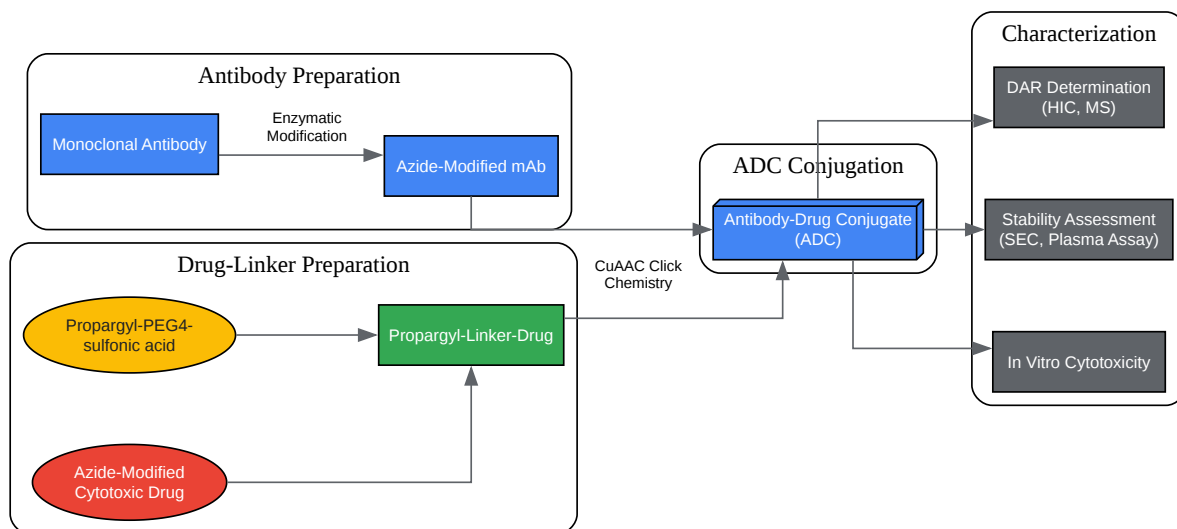 Antibody Preparation
Monoclonal Antibody
Enzymatic
Modification
Azide-Modified mAb
Drug-Linker Preparation
Propargyl-PEG4-
sulfonic acid
Propargyl-Linker-Drug
Azide-Modified
Cytotoxic Drug
CuAAC Click
Chemistry
ADC Conjugation
Antibody-Drug Conjugate
(ADC)
Characterization
DAR Determination
(HIC, MS)
Stability Assessment
(SEC, Plasma Assay)
In Vitro Cytotoxicity